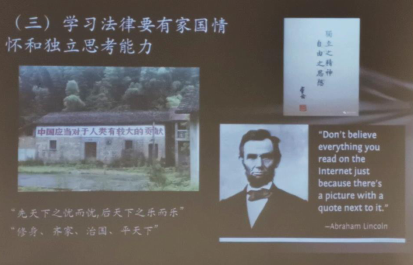 （三）学习法律要有家国情
怀和独立思考能力
独立之精神
自由之思想
中国应当对于人类有较大的贡献
"Don't believe
everything you
read on the
Internet just
because there's
a picture with a
quote next to it."
—Abraham Lincoln
"先天下之忧而忧,后天下之乐而乐"
"修身、齐家、治国、平天下"